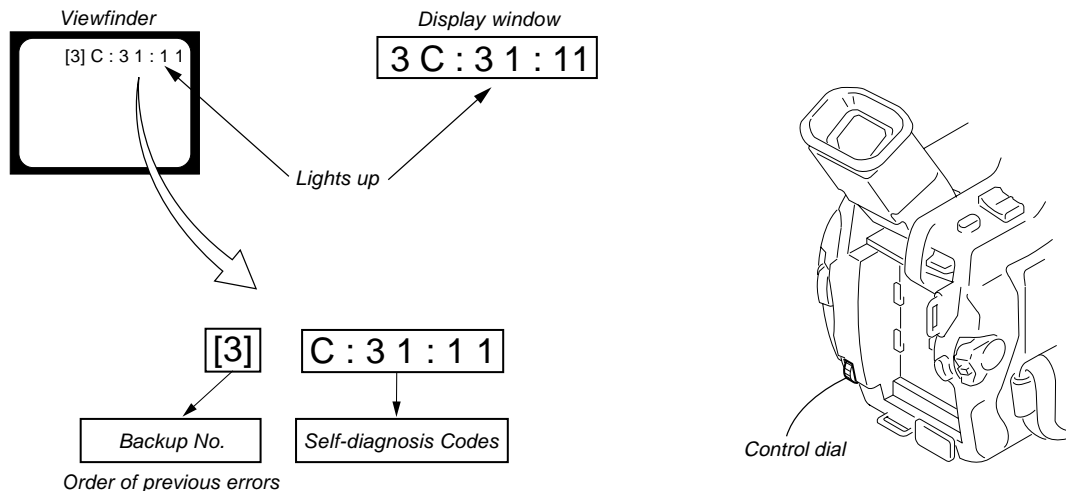 Viewfinder
[3] C : 3 1 : 1 1
Display window
3 C : 3 1 : 11
Lights up
[3]
C : 3 1 : 1 1
Backup No.
Self-diagnosis Codes
Order of previous errors
Control dial